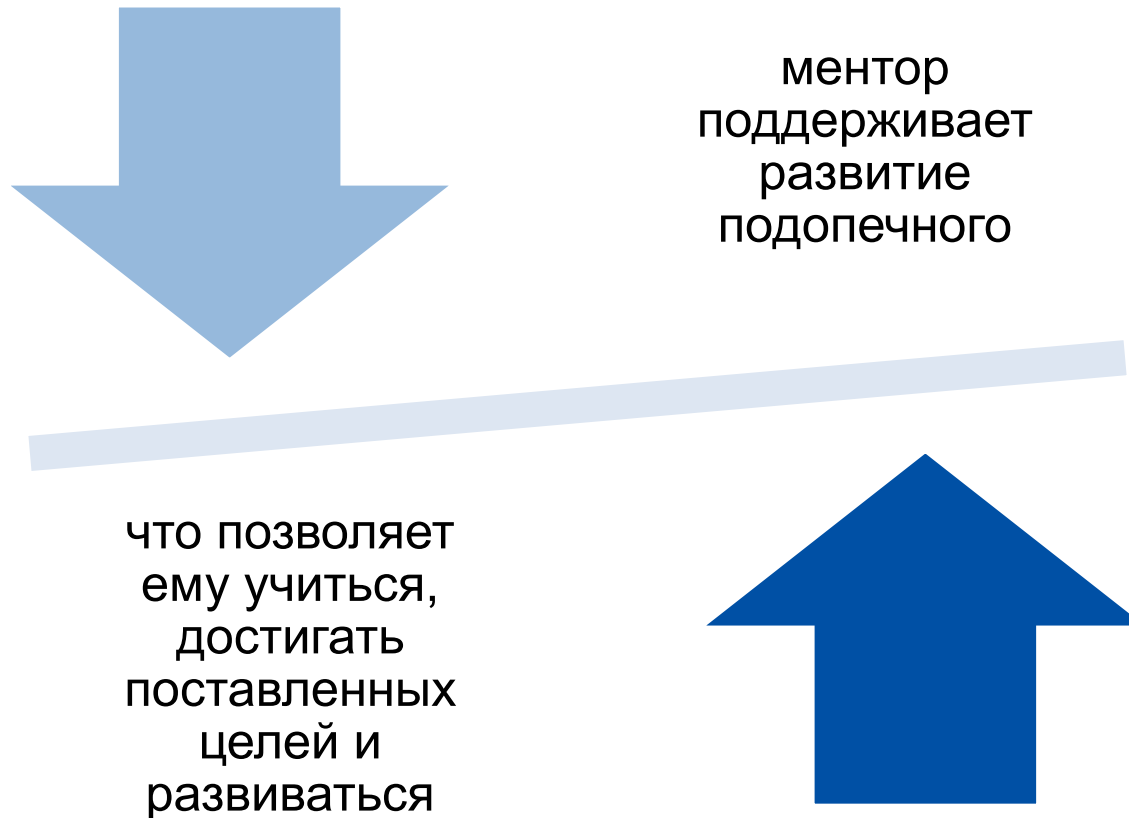 ментор
поддерживает
развитие
подопечного
что позволяет
ему учиться,
достигать
поставленных
целей и
развиваться